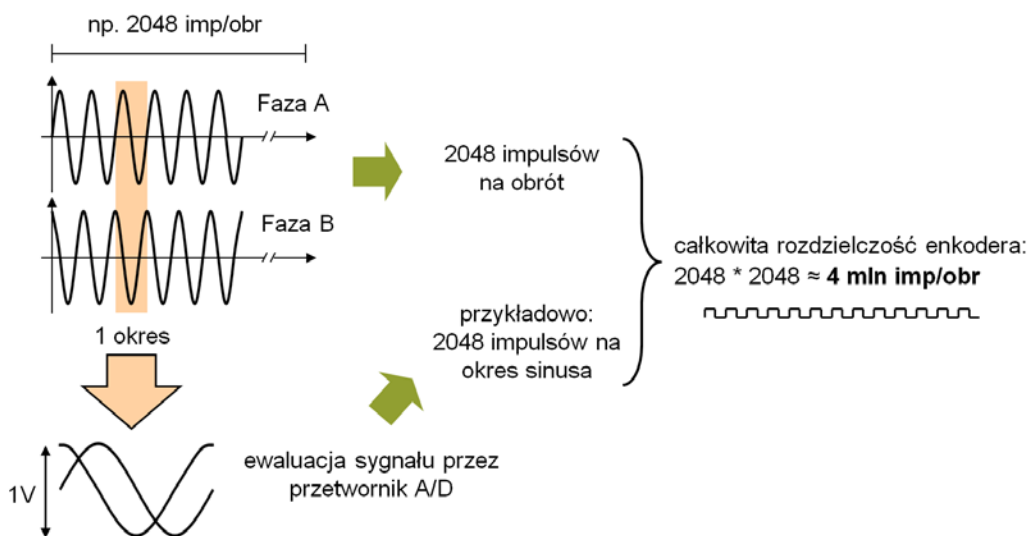 np. 2048 imp/obr
Faza A
Faza B
1 okres
1V
ewaluacja sygnału przez
przetwornik A/D
2048 impulsów
na obrót
przykładowo:
2048 impulsów na
okres sinusa
całkowita rozdzielczość enkodera:
2048 * 2048 ≈ 4 mln imp/obr